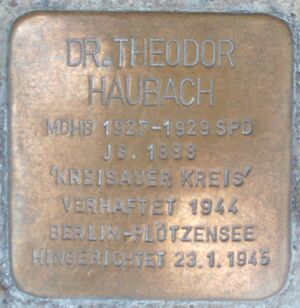 DR. THEODOR
HAUBACH
MDHB 1927-1929 SPD
JG. 1888
'KREISAUER KREIS'
VERHAFTET 1944
BERLIN-PLÖTZENSEE
HINGERICHTET 23.1.1945